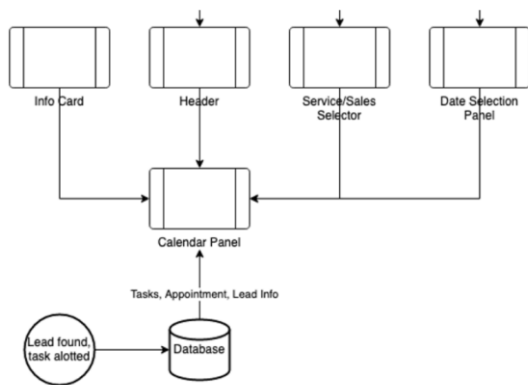 Info Card
Header
Service/Sales
Selector
Date Selection
Panel
Calendar Panel
Tasks, Appointment, Lead Info
Lead found,
task alotted
Database